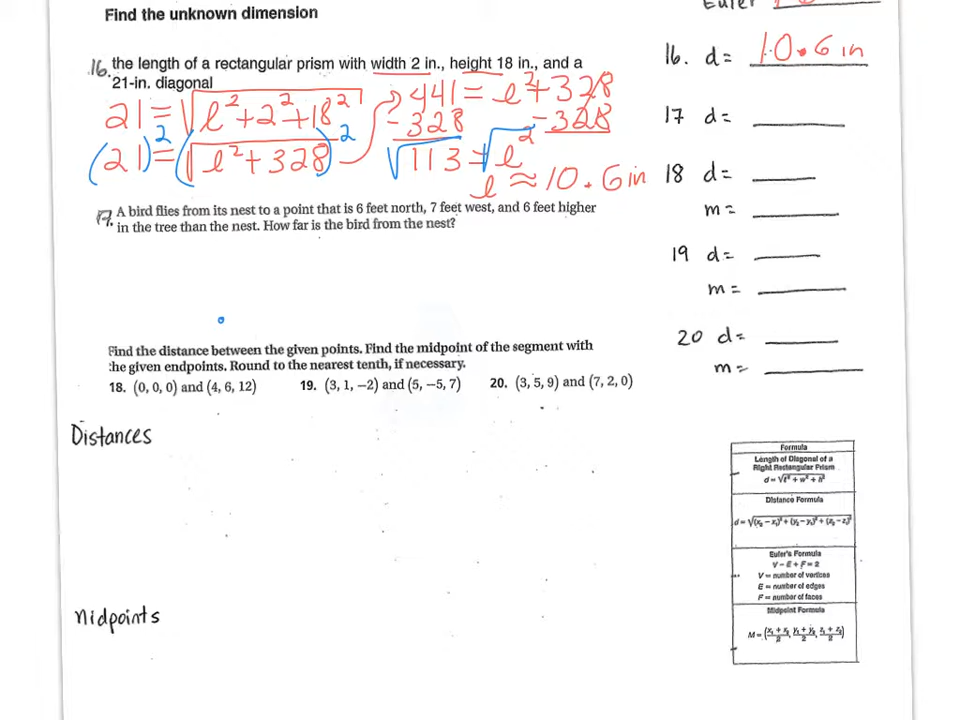 Find the unknown dimension
Euler
16. the length of a rectangular prism with width 2 in., height 18 in., and a
21-in. diagonal
21 = √l² + 2² + 18²
(21)² = (√l² + 328)²
441 = l² + 328
- 328 - 328
√113 = √l²
l ≈ 10.6 in
16. d = 10.6 in
17 d = ________
18 d = ________
m = ________
19 d = ________
m = ________
20 d = ________
m = ________
17. A bird flies from its nest to a point that is 6 feet north, 7 feet west, and 6 feet higher
in the tree than the nest. How far is the bird from the nest?
Find the distance between the given points. Find the midpoint of the segment with
the given endpoints. Round to the nearest tenth, if necessary.
18. (0, 0, 0) and (4, 6, 12) 19. (3, 1, −2) and (5, −5, 7) 20. (3, 5, 9) and (7, 2, 0)
Distances
Midpoints
Formula
Length of Diagonal of a
Right Rectangular Prism
d = √l² + w² + h²
Distance Formula
d = √(x₂ − x₁)² + (y₂ − y₁)² + (z₂ − z₁)²
Euler's Formula
V − E + F = 2
V = number of vertices
E = number of edges
F = number of faces
Midpoint Formula
M = (x₁ + x₂/2, y₁ + y₂/2, z₁ + z₂/2)